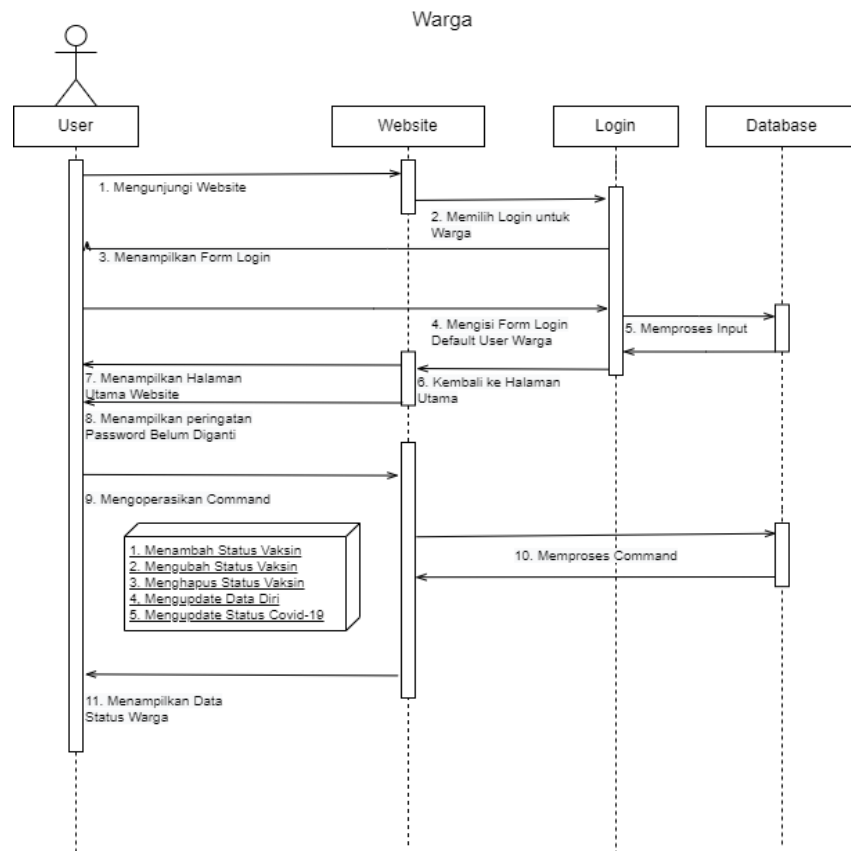 Warga
User
Website
Login
Database
1. Mengunjungi Website
2. Memilih Login untuk
Warga
3. Menampilkan Form Login
4. Mengisi Form Login
Default User Warga
5. Memproses Input
6. Kembali ke Halaman
Utama
7. Menampilkan Halaman
Utama Website
8. Menampilkan peringatan
Password Belum Diganti
9. Mengoperasikan Command
1. Menambah Status Vaksin
2. Mengubah Status Vaksin
3. Menghapus Status Vaksin
4. Mengupdate Data Diri
5. Mengupdate Status Covid-19
10. Memproses Command
11. Menampilkan Data
Status Warga